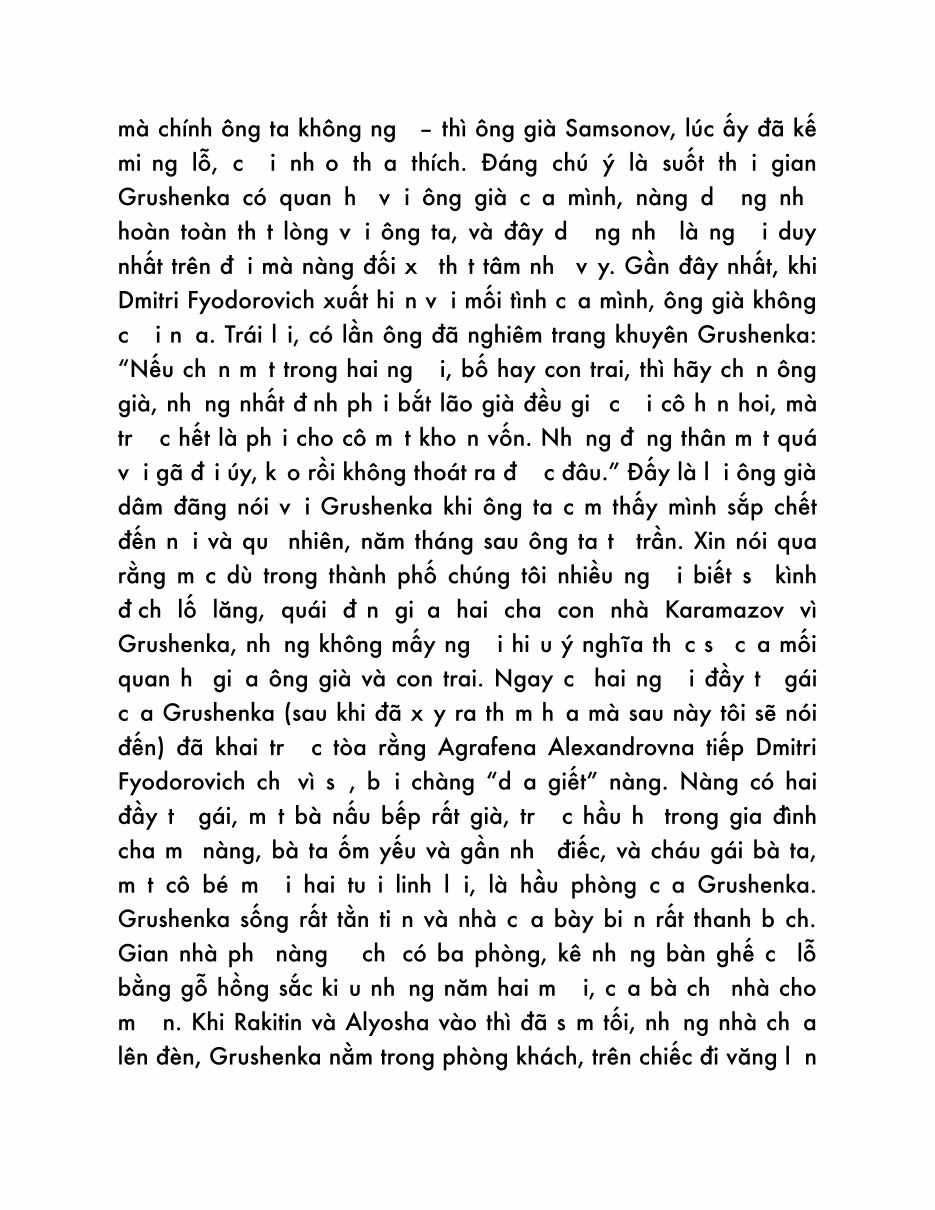 mà chính ông ta không ng – thì ông già Samsonov, lúc ấy đã kế
mi ng lỗ, c i nh o th a thích. Đáng chú ý là suốt th i gian
Grushenka có quan h v i ông già c a mình, nàng d ng nh
hoàn toàn th t lòng v i ông ta, và đây d ng nh là ng i duy
nhất trên đ i mà nàng đối x th t tâm nh v y. Gần đây nhất, khi
Dmitri Fyodorovich xuất hi n v i mối tình c a mình, ông già không
c i n a. Trái l i, có lần ông đã nghiêm trang khuyên Grushenka:
“Nếu ch n m t trong hai ng i, bố hay con trai, thì hãy ch n ông
già, nh ng nhất đ nh ph i bắt lão già đều gi c i cô h n hoi, mà
tr c hết là ph i cho cô m t kho n vốn. Nh ng đ ng thân m t quá
v i gã đ i úy, k o rồi không thoát ra đ c đâu.” Đấy là l i ông già
dâm đãng nói v i Grushenka khi ông ta c m thấy mình sắp chết
đến n i và qu nhiên, năm tháng sau ông ta t trần. Xin nói qua
rằng m c dù trong thành phố chúng tôi nhiều ng i biết s kình
đ ch lố lăng, quái đ n gi a hai cha con nhà Karamazov vì
Grushenka, nh ng không mấy ng i hi u ý nghĩa th c s c a mối
quan h gi a ông già và con trai. Ngay c hai ng i đầy t gái
c a Grushenka (sau khi đã x y ra th m h a mà sau này tôi sẽ nói
đến) đã khai tr c tòa rằng Agrafena Alexandrovna tiếp Dmitri
Fyodorovich ch vì s , b i chàng “d a giết” nàng. Nàng có hai
đầy t gái, m t bà nấu bếp rất già, tr c hầu h trong gia đình
cha m nàng, bà ta ốm yếu và gần nh điếc, và cháu gái bà ta,
m t cô bé m i hai tu i linh l i, là hầu phòng c a Grushenka.
Grushenka sống rất tằn ti n và nhà c a bày bi n rất thanh b ch.
Gian nhà ph nàng ch có ba phòng, kê nh ng bàn ghế c lỗ
bằng gỗ hồng sắc ki u nh ng năm hai m i, c a bà ch nhà cho
m n. Khi Rakitin và Alyosha vào thì đã s m tối, nh ng nhà ch a
lên đèn, Grushenka nằm trong phòng khách, trên chiếc đi văng l n